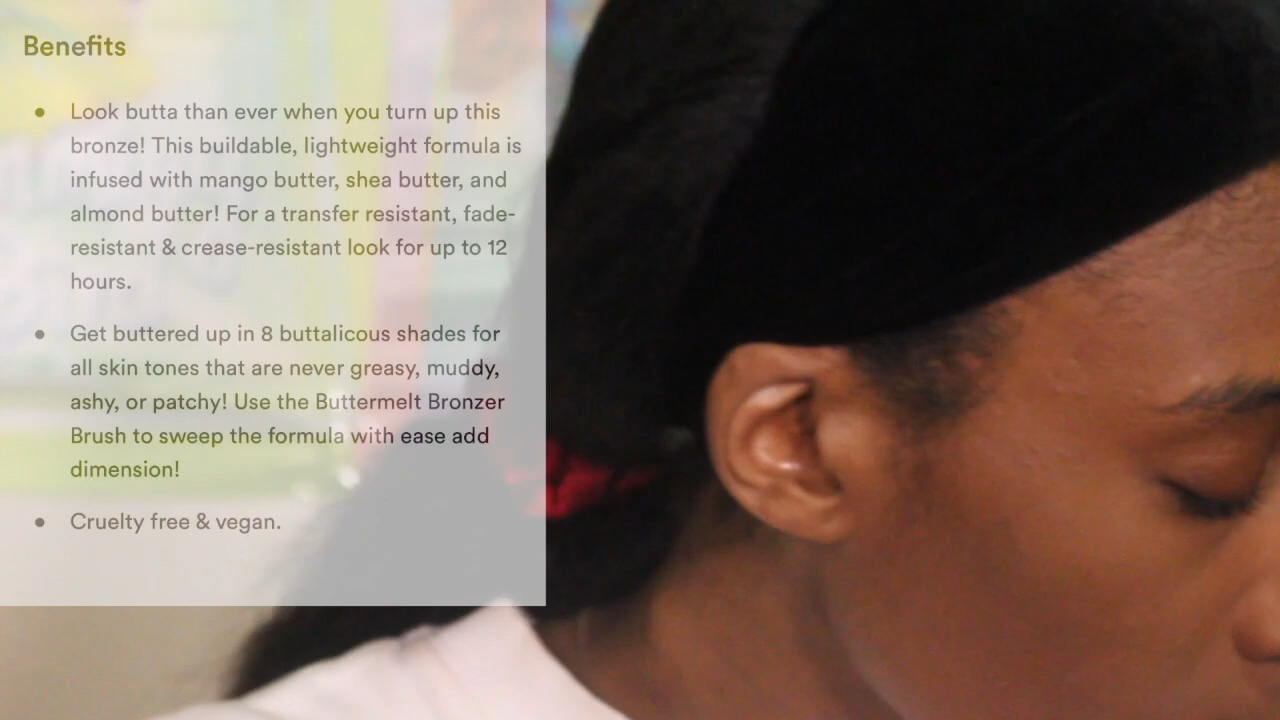 Benefits
● Look butta than ever when you turn up this
bronze! This buildable, lightweight formula is
infused with mango butter, shea butter, and
almond butter! For a transfer resistant, fade-
resistant & crease-resistant look for up to 12
hours.
● Get buttered up in 8 buttalicous shades for
all skin tones that are never greasy, muddy,
ashy, or patchy! Use the Buttermelt Bronzer
Brush to sweep the formula with ease add
dimension!
● Cruelty free & vegan.